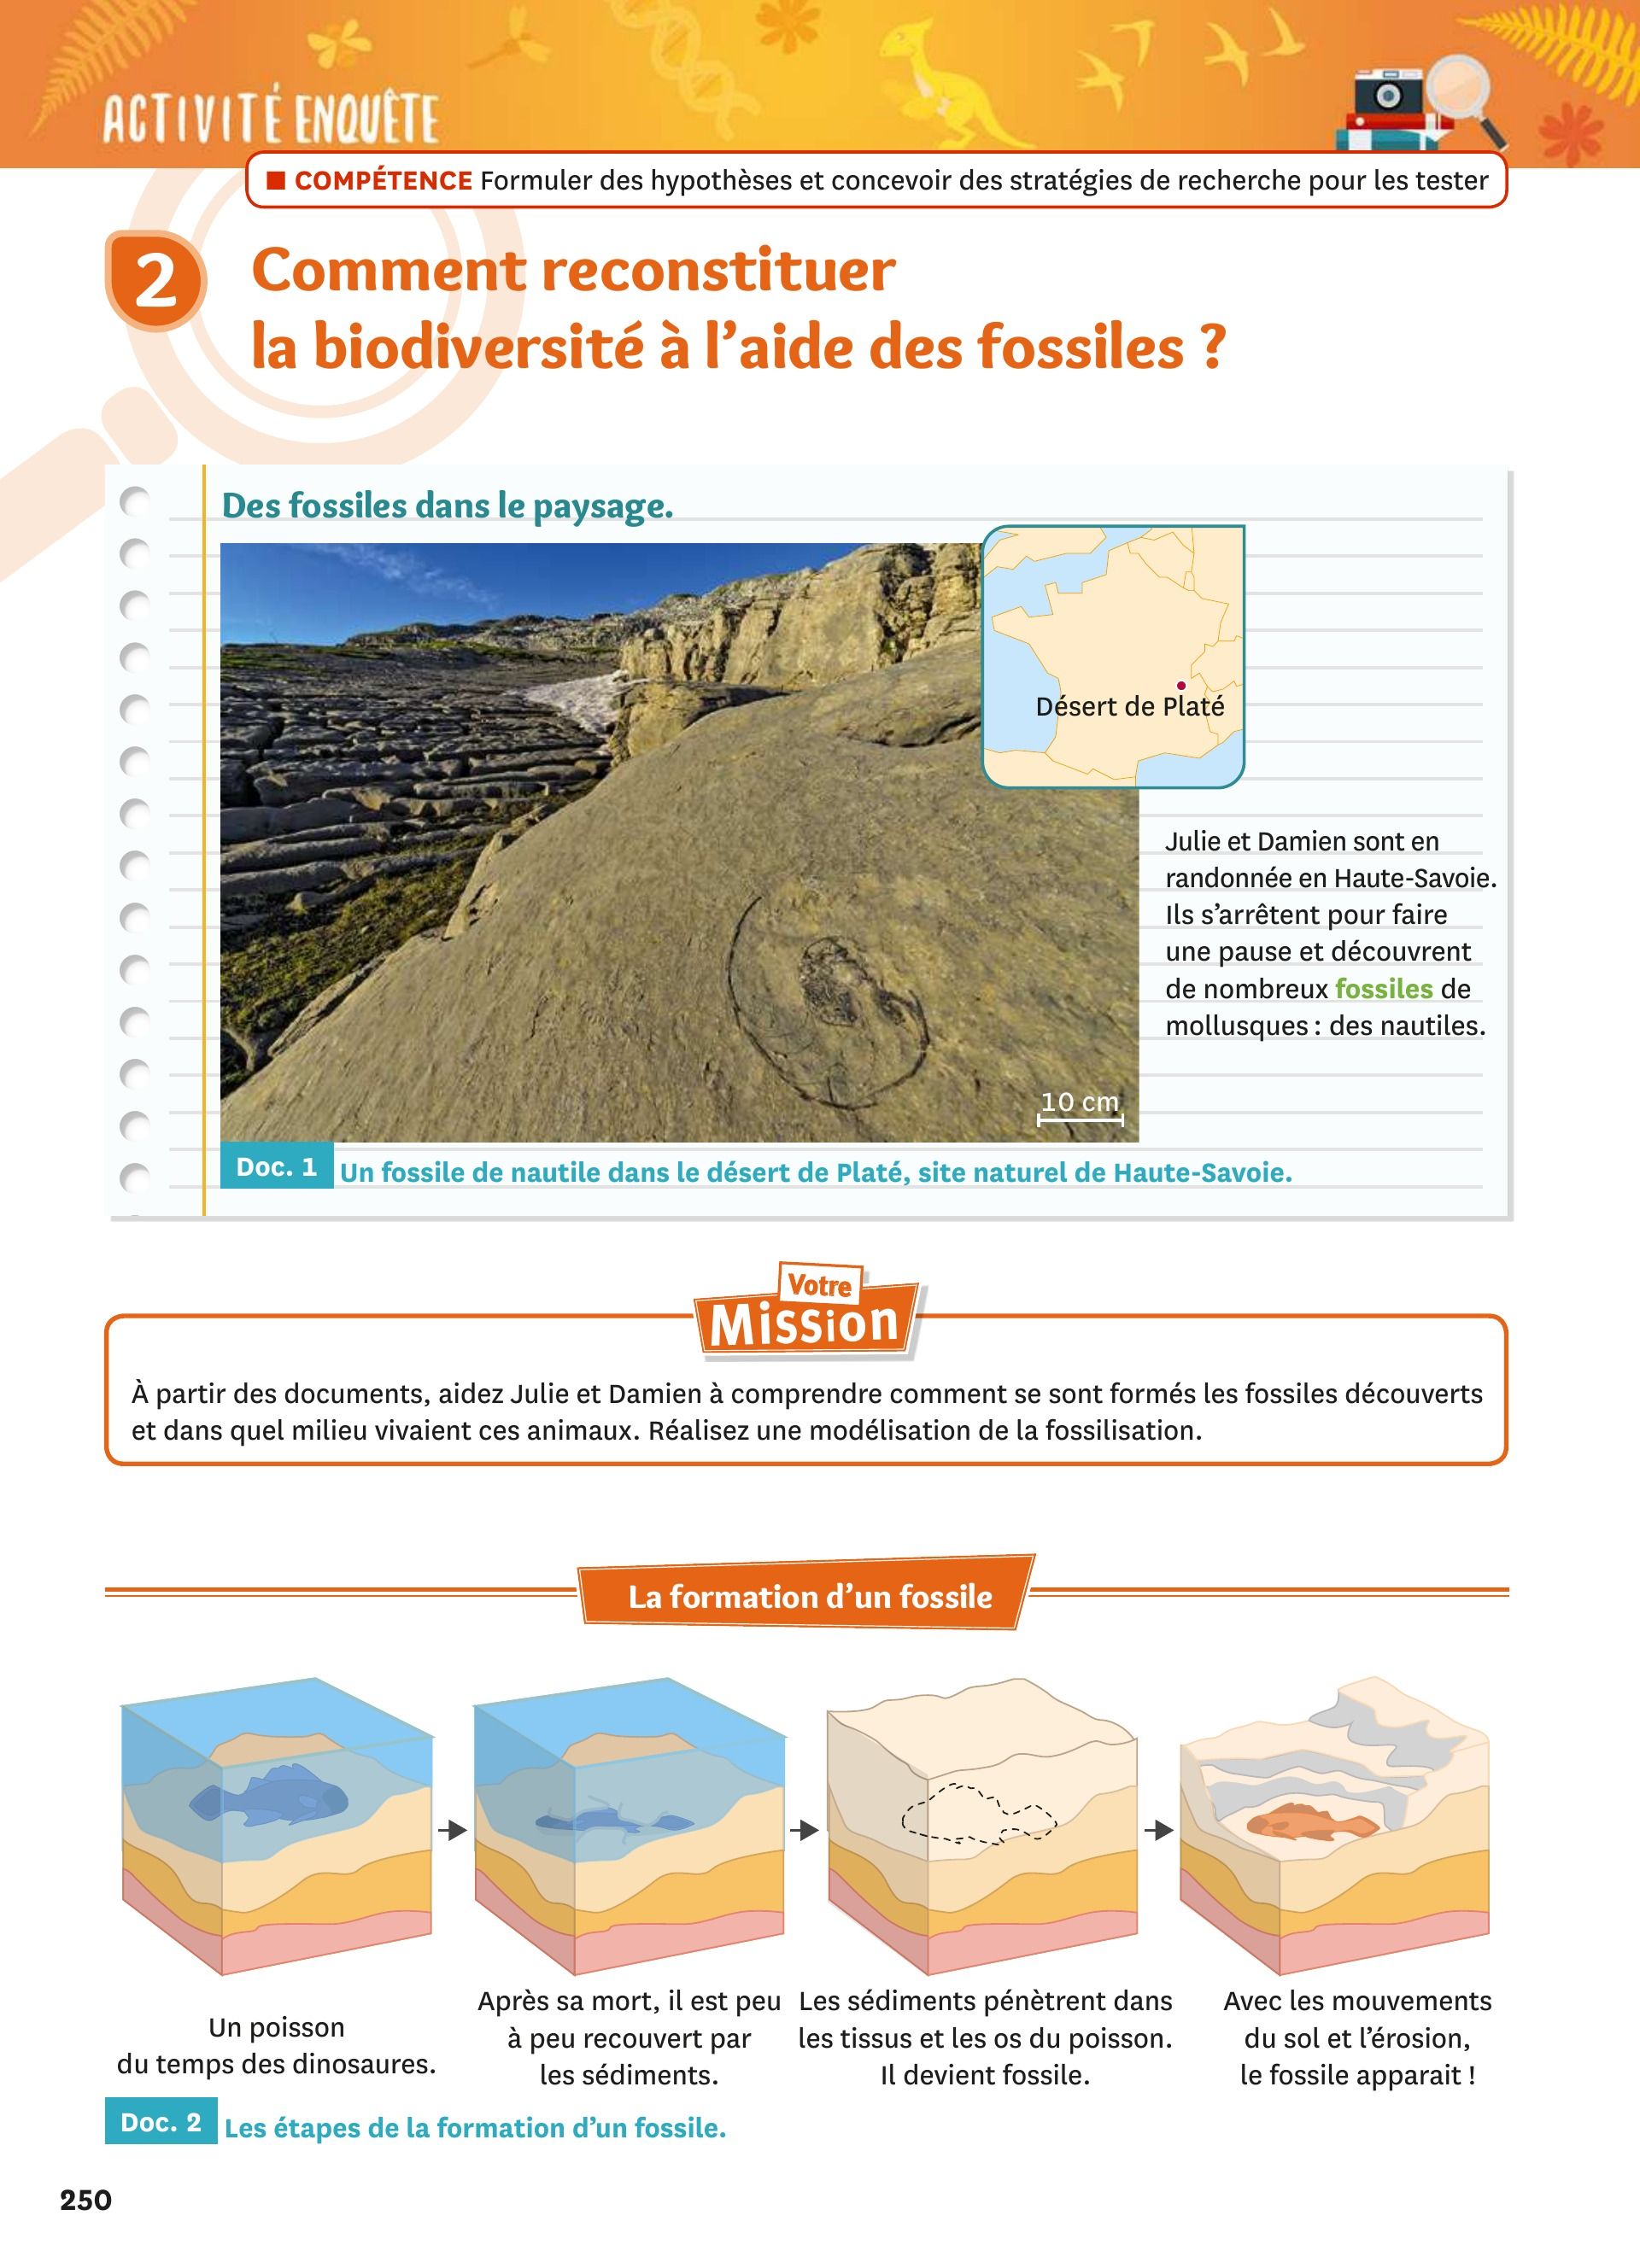 ACTIVITÉ ENQUÊTE
COMPÉTENCE Formuler des hypothèses et concevoir des stratégies de recherche pour les tester
2
Comment reconstituer
la biodiversité à l’aide des fossiles ?
Des fossiles dans le paysage.
Désert de Platé
Julie et Damien sont en
randonnée en Haute-Savoie.
Ils s’arrêtent pour faire
une pause et découvrent
de nombreux fossiles de
mollusques : des nautiles.
10 cm
Doc. 1 Un fossile de nautile dans le désert de Platé, site naturel de Haute-Savoie.
Votre
Mission
À partir des documents, aidez Julie et Damien à comprendre comment se sont formés les fossiles découverts
et dans quel milieu vivaient ces animaux. Réalisez une modélisation de la fossilisation.
La formation d’un fossile
Un poisson
du temps des dinosaures.
Après sa mort, il est peu
à peu recouvert par
les sédiments.
Les sédiments pénètrent dans
les tissus et les os du poisson.
Il devient fossile.
Avec les mouvements
du sol et l’érosion,
le fossile apparait !
Doc. 2 Les étapes de la formation d’un fossile.
250